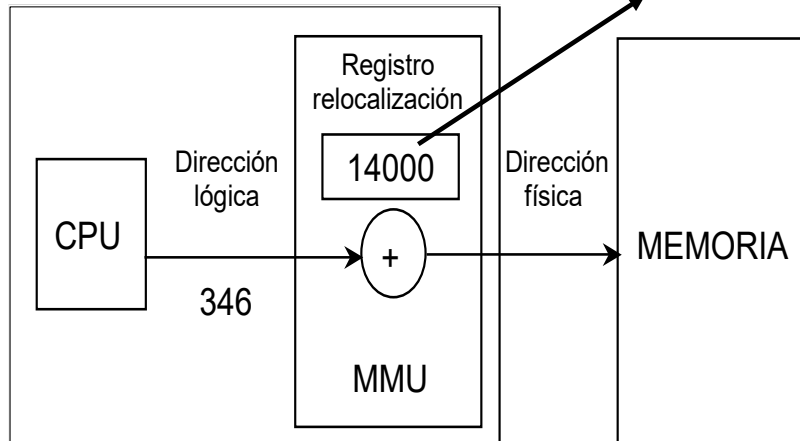 Registro
relocalización
14000
Dirección
lógica
Dirección
física
CPU
+
MEMORIA
346
MMU